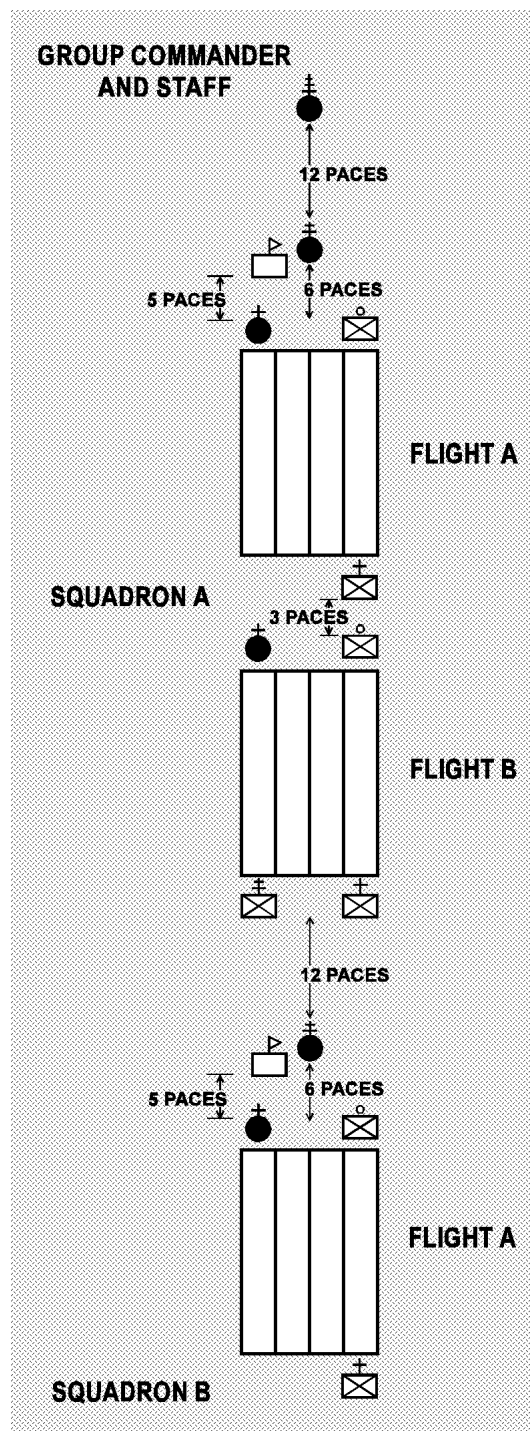 GROUP COMMANDER
AND STAFF
12 PACES
5 PACES
6 PACES
FLIGHT A
SQUADRON A
3 PACES
FLIGHT B
12 PACES
5 PACES
6 PACES
FLIGHT A
SQUADRON B